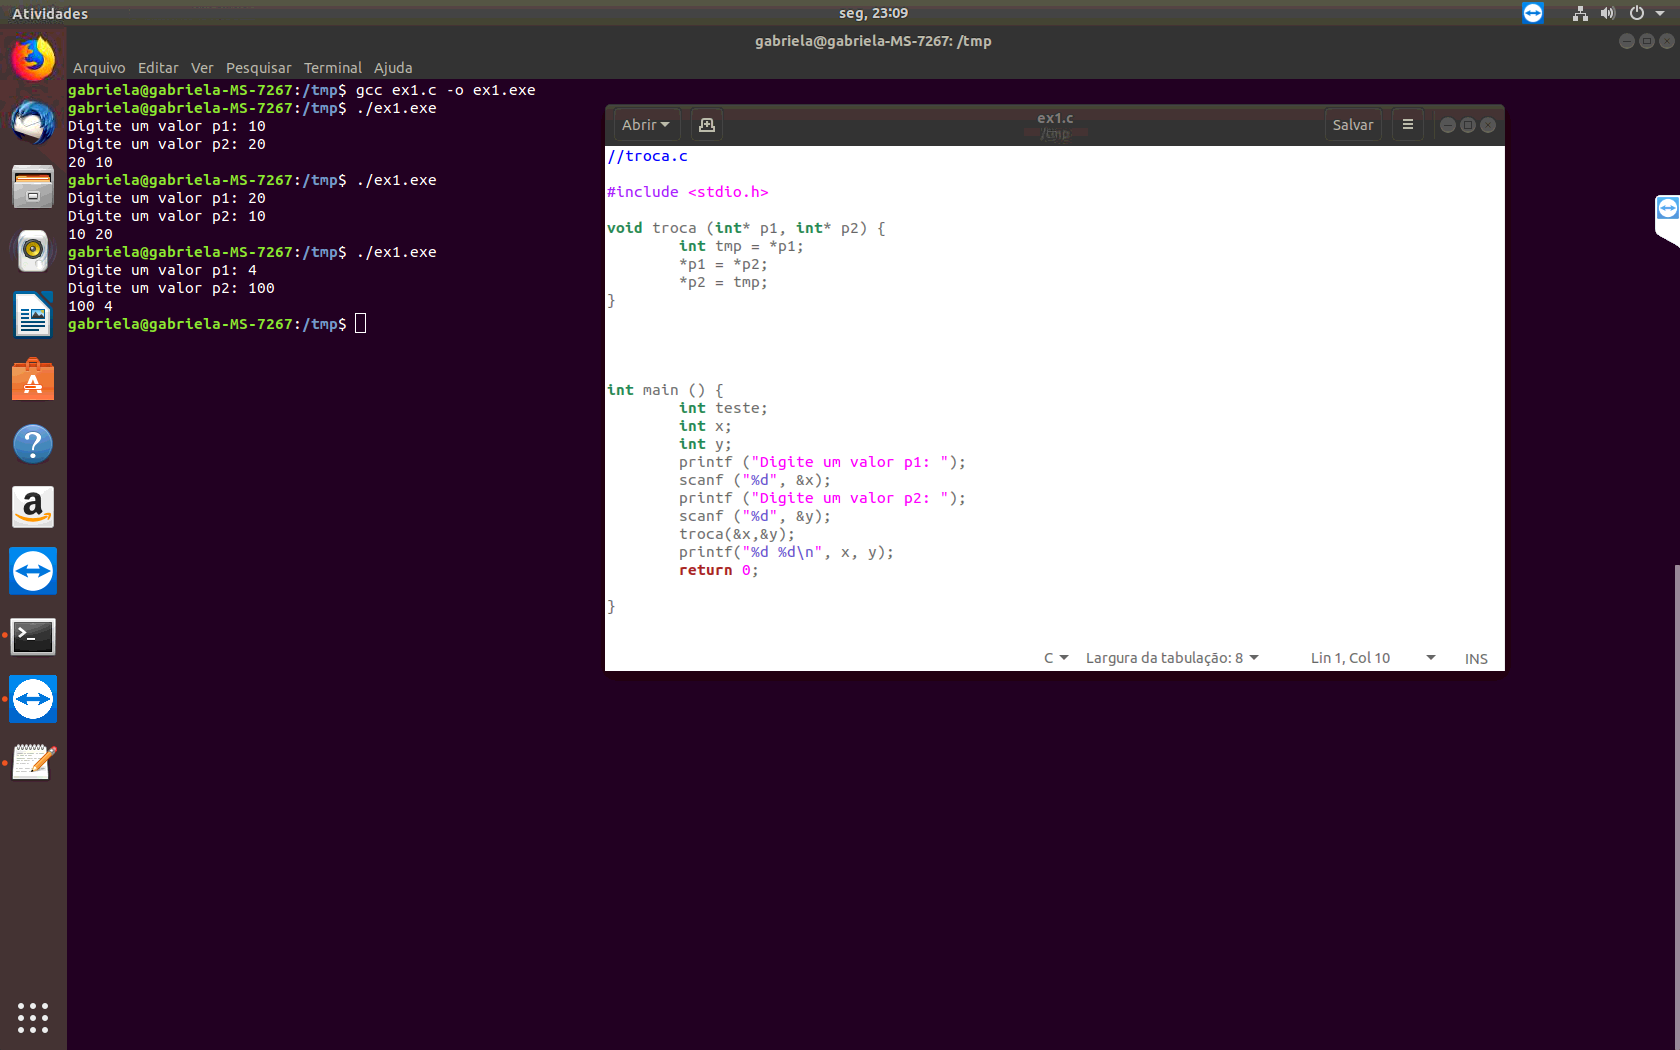 Atividades
seg, 23:09
gabriela@gabriela-MS-7267: /tmp
Arquivo Editar Ver Pesquisar Terminal Ajuda
gabriela@gabriela-MS-7267:/tmp$ gcc ex1.c -o ex1.exe
gabriela@gabriela-MS-7267:/tmp$ ./ex1.exe
Digite um valor p1: 10
Digite um valor p2: 20
20 10
gabriela@gabriela-MS-7267:/tmp$ ./ex1.exe
Digite um valor p1: 20
Digite um valor p2: 10
10 20
gabriela@gabriela-MS-7267:/tmp$ ./ex1.exe
Digite um valor p1: 4
Digite um valor p2: 100
100 4
gabriela@gabriela-MS-7267:/tmp$
Abrir
ex1.c
/tmp
Salvar
//troca.c
#include <stdio.h>
void troca (int* p1, int* p2) {
int tmp = *p1;
*p1 = *p2;
*p2 = tmp;
}
int main () {
int teste;
int x;
int y;
printf ("Digite um valor p1: ");
scanf ("%d", &x);
printf ("Digite um valor p2: ");
scanf ("%d", &y);
troca(&x,&y);
printf("%d %d\n", x, y);
return 0;
}
C
Largura da tabulação: 8
Lin 1, Col 10
INS